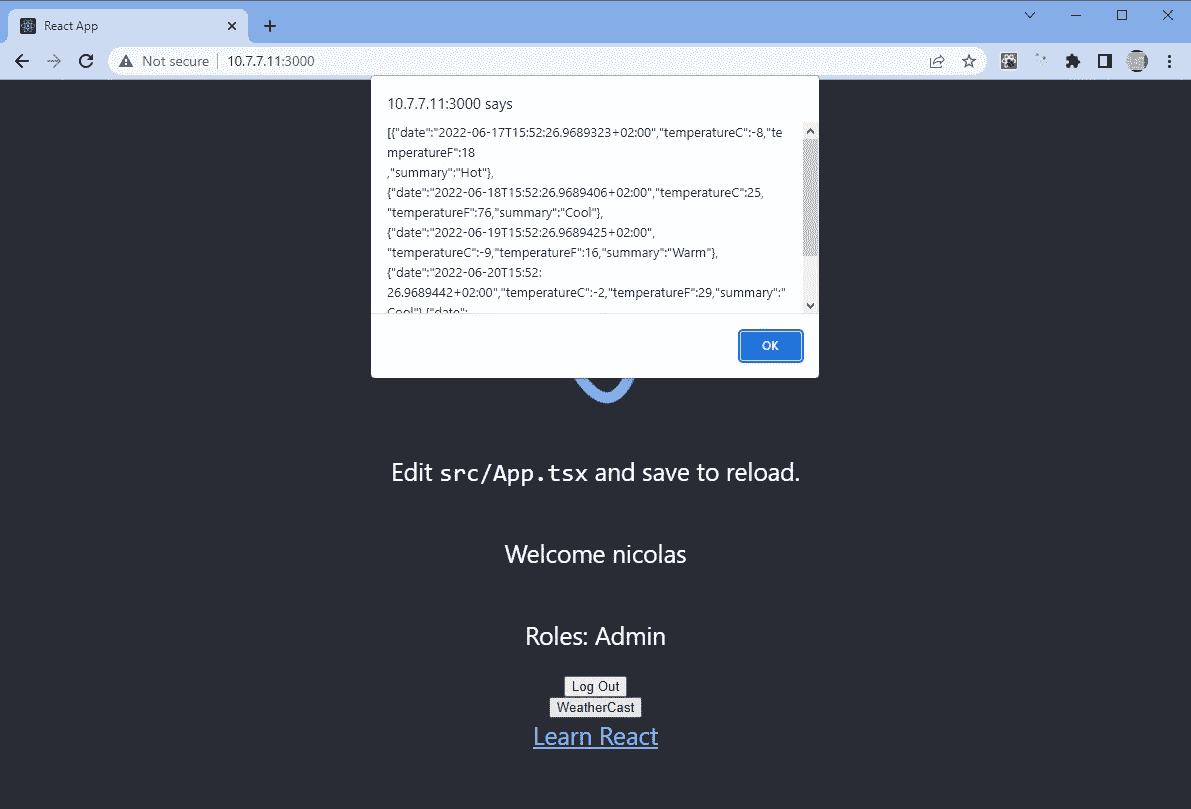 React App
Not secure
10.7.7.11:3000
10.7.7.11:3000 says
[{"date":"2022-06-17T15:52:26.9689323+02:00","temperatureC":-8,"te
mperatureF":18
,"summary":"Hot"},
{"date":"2022-06-18T15:52:26.9689406+02:00","temperatureC":25,
"temperatureF":76,"summary":"Cool"},
{"date":"2022-06-19T15:52:26.9689425+02:00",
"temperatureC":-9,"temperatureF":16,"summary":"Warm"},
{"date":"2022-06-20T15:52:
26.9689442+02:00","temperatureC":-2,"temperatureF":29,"summary":"
Cool"},{"date":
OK
Edit src/App.tsx and save to reload.
Welcome nicolas
Roles: Admin
Log Out
WeatherCast
Learn React